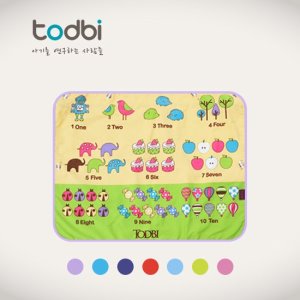 todbi
아기를 연구하는 사람들
1 One
2 Two
3 Three
4 Four
5 Five
6 Six
7 Seven
8 Eight
9 Nine
10 Ten
TODBI